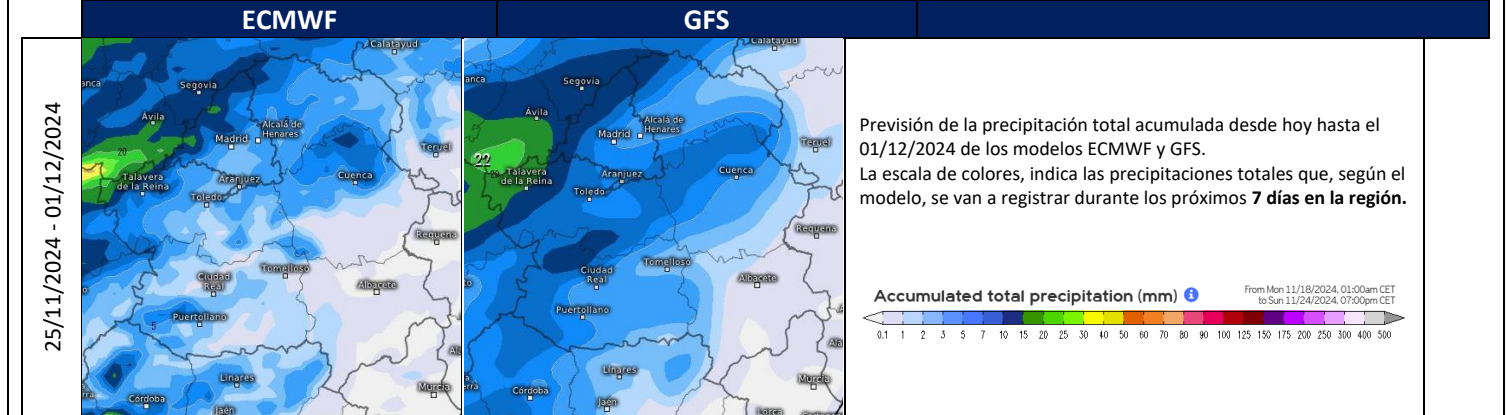 ECMWF
GFS
25/11/2024 - 01/12/2024
Calatayud
Segovia
Ávila
Alcalá de
Henares
Madrid
20
Teruel
Talavera
de la Reina
Aranjuez
Cuenca
Toledo
Requena
Ciudad
Real
Tomelloso
Albacete
Puertollano
5
Linares
Murcia
Córdoba
Jaén
Calatayud
anca
Segovia
Ávila
Alcalá de
Henares
Madrid
22
Teruel
Talavera
de la Reina
Aranjuez
Cuenca
Toledo
Requena
Ciudad
Real
Tomelloso
Albacete
Puertollano
Linares
Murcia
Córdoba
Jaén
Lorca
Previsión de la precipitación total acumulada desde hoy hasta el
01/12/2024 de los modelos ECMWF y GFS.
La escala de colores, indica las precipitaciones totales que, según el
modelo, se van a registrar durante los próximos 7 días en la región.
Accumulated total precipitation (mm)
From Mon 11/18/2024, 01:00am CET
to Sun 11/24/2024, 07:00pm CET
0.1 1 2 3 5 7 10 15 20 25 30 40 50 60 70 80 90 100 125 150 175 200 250 300 400 500